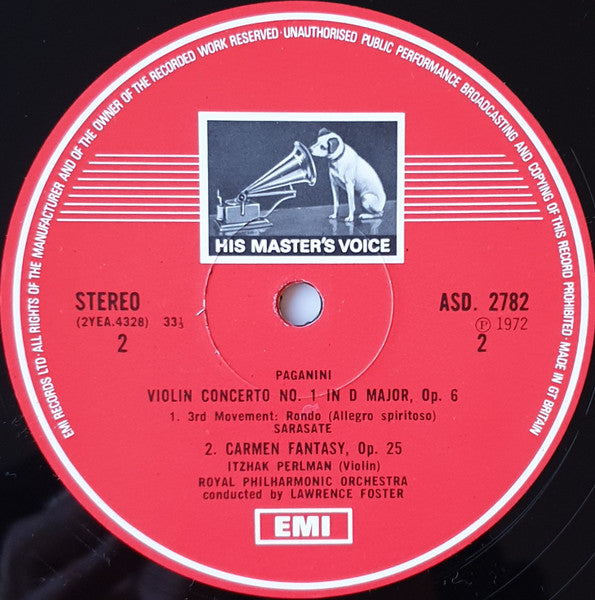 EMI RECORDS LTD · ALL RIGHTS OF THE MANUFACTURER AND OF THE OWNER OF THE RECORDED WORK RESERVED · UNAUTHORISED PUBLIC PERFORMANCE BROADCASTING AND COPYING OF THIS RECORD PROHIBITED · MADE IN GT BRITAIN
HIS MASTER'S VOICE
STEREO
(2YEA.4328) 33⅓
2
ASD. 2782
Ⓟ 1972
2
PAGANINI
VIOLIN CONCERTO NO. 1 IN D MAJOR, Op. 6
1. 3rd Movement: Rondo (Allegro spiritoso)
SARASATE
2. CARMEN FANTASY, Op. 25
ITZHAK PERLMAN (Violin)
ROYAL PHILHARMONIC ORCHESTRA
conducted by LAWRENCE FOSTER
EMI